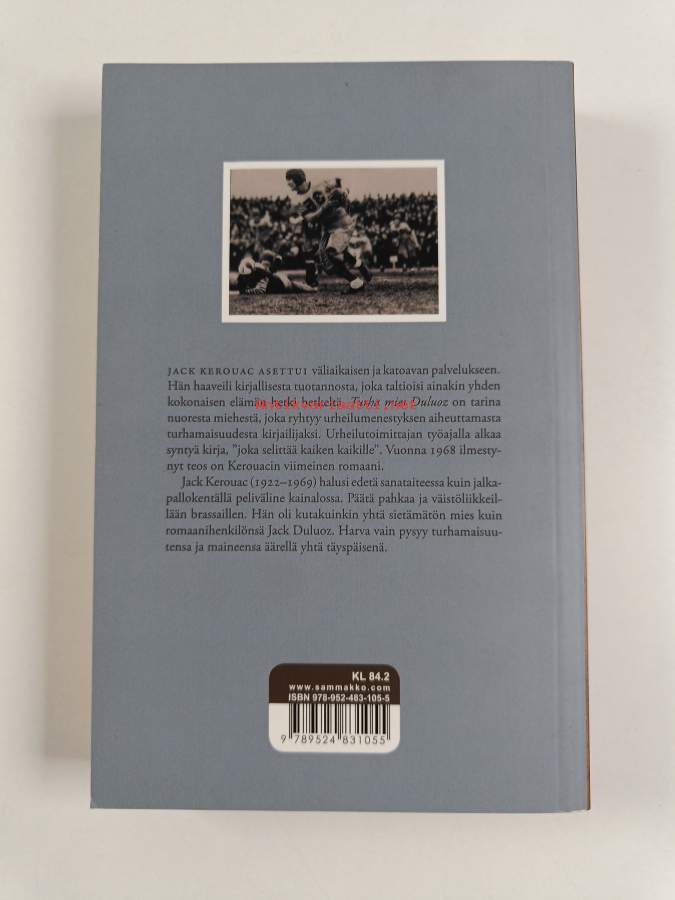 JACK KEROUAC ASETTUI väliaikaisen ja katoavan palvelukseen.
Hän haaveili kirjallisesta tuotannosta, joka taltioisi ainakin yhden
kokonaisen elämän hetki hetkeltä. Turha mies Duluoz on tarina
nuoresta miehestä, joka ryhtyy urheilumenestyksen aiheuttamasta
turhamaisuudesta kirjailijaksi. Urheilutoimittajan työajalla alkaa
syntyä kirja, "joka selittää kaiken kaikille". Vuonna 1968 ilmesty-
nyt teos on Kerouacin viimeinen romaani.
Jack Kerouac (1922–1969) halusi edetä sanataiteessa kuin jalka-
pallokentällä peliväline kainalossa. Päätä pahkaa ja väistöliikkeil-
lään brassaillen. Hän oli kutakuinkin yhtä sietämätön mies kuin
romaanihenkilönsä Jack Duluoz. Harva vain pysyy turhamaisuu-
tensa ja maineensa äärellä yhtä täyspäisenä.
KL 84.2
www.sammakko.com
ISBN 978-952-483-105-5
9 789524 831055